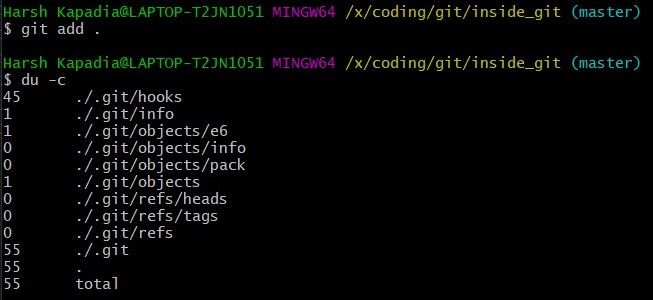 Harsh Kapadia@LAPTOP-T2JN1051 MINGW64 /x/coding/git/inside_git (master)
$ git add .
Harsh Kapadia@LAPTOP-T2JN1051 MINGW64 /x/coding/git/inside_git (master)
$ du -c
45 ./.git/hooks
1 ./.git/info
1 ./.git/objects/e6
0 ./.git/objects/info
0 ./.git/objects/pack
1 ./.git/objects
0 ./.git/refs/heads
0 ./.git/refs/tags
0 ./.git/refs
55 ./.git
55 .
55 total